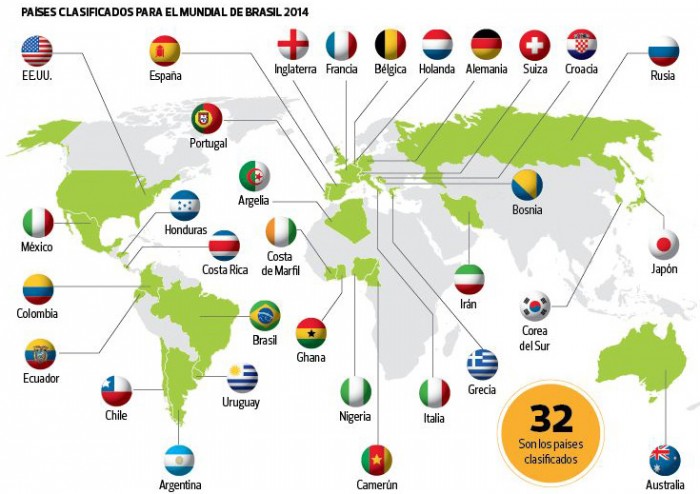 PAÍSES CLASIFICADOS PARA EL MUNDIAL DE BRASIL 2014
EE.UU.
España
Inglaterra
Francia
Bélgica
Holanda
Alemania
Suiza
Croacia
Rusia
Portugal
Argelia
Bosnia
Honduras
México
Costa Rica
Costa
de Marfil
Irán
Japón
Colombia
Brasil
Ghana
Corea
del Sur
Ecuador
Chile
Uruguay
Nigeria
Italia
Grecia
32
Son los países
clasificados
Argentina
Camerún
Australia